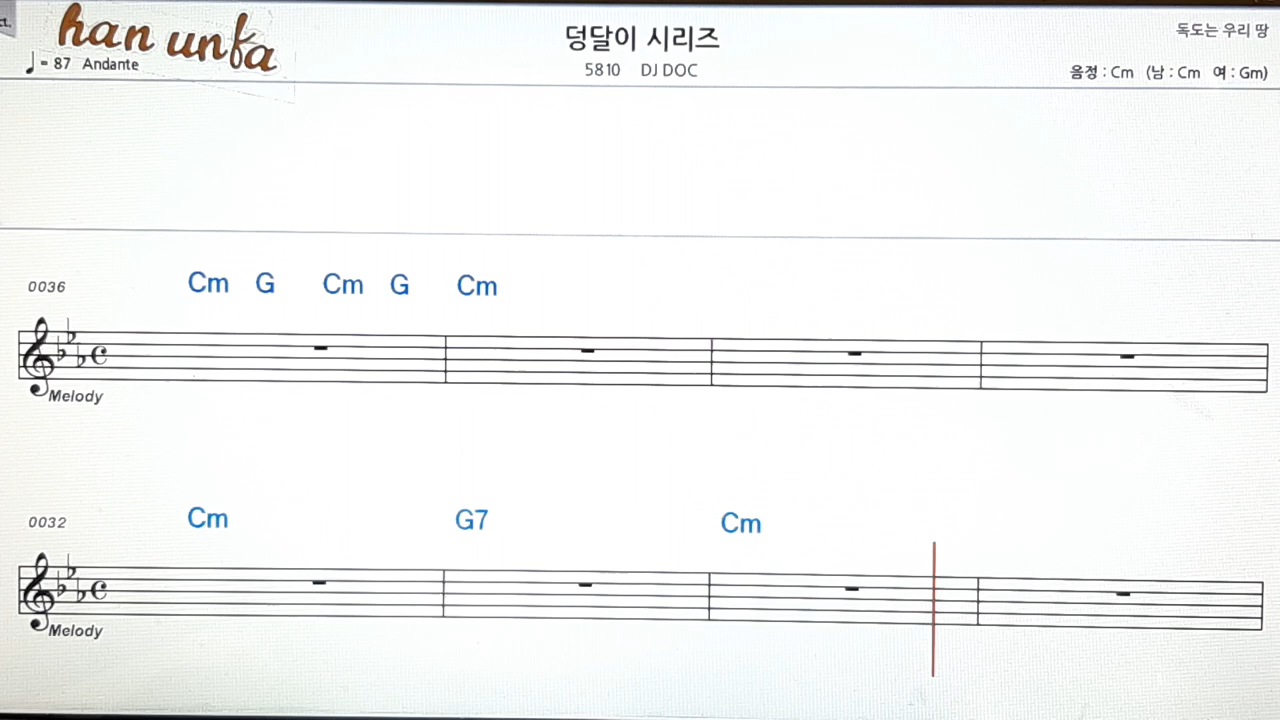 ct.
han unfa
덩달이 시리즈
독도는 우리 땅
♩= 87 Andante
5810 DJ DOC
음정 : Cm (남 : Cm 여 : Gm)
0036 Cm G Cm G Cm
Melody
0032 Cm G7 Cm
Melody